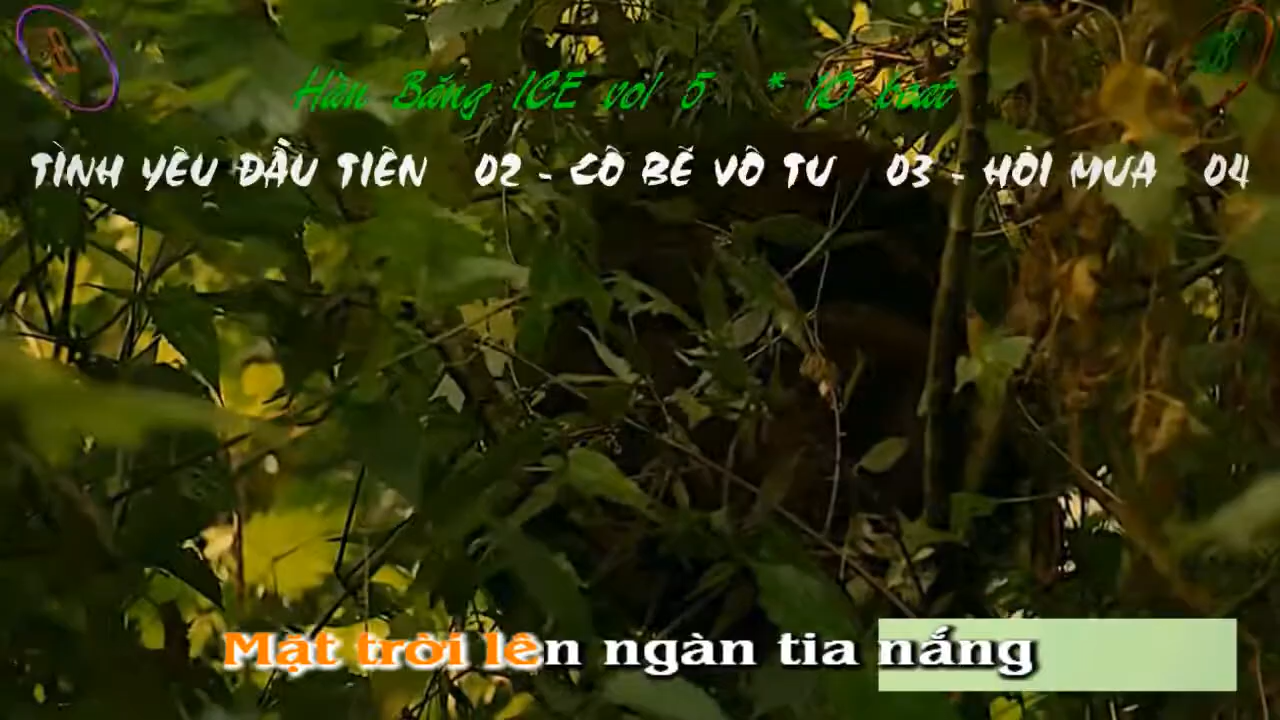 Hàn Băng ICE vol 5 * 10 beat
TÌNH YÊU ĐẦU TIÊN 02 - CÔ BÉ VÔ TƯ 03 - HỎI MƯA 04
Mặt trời lên ngàn tia nắng